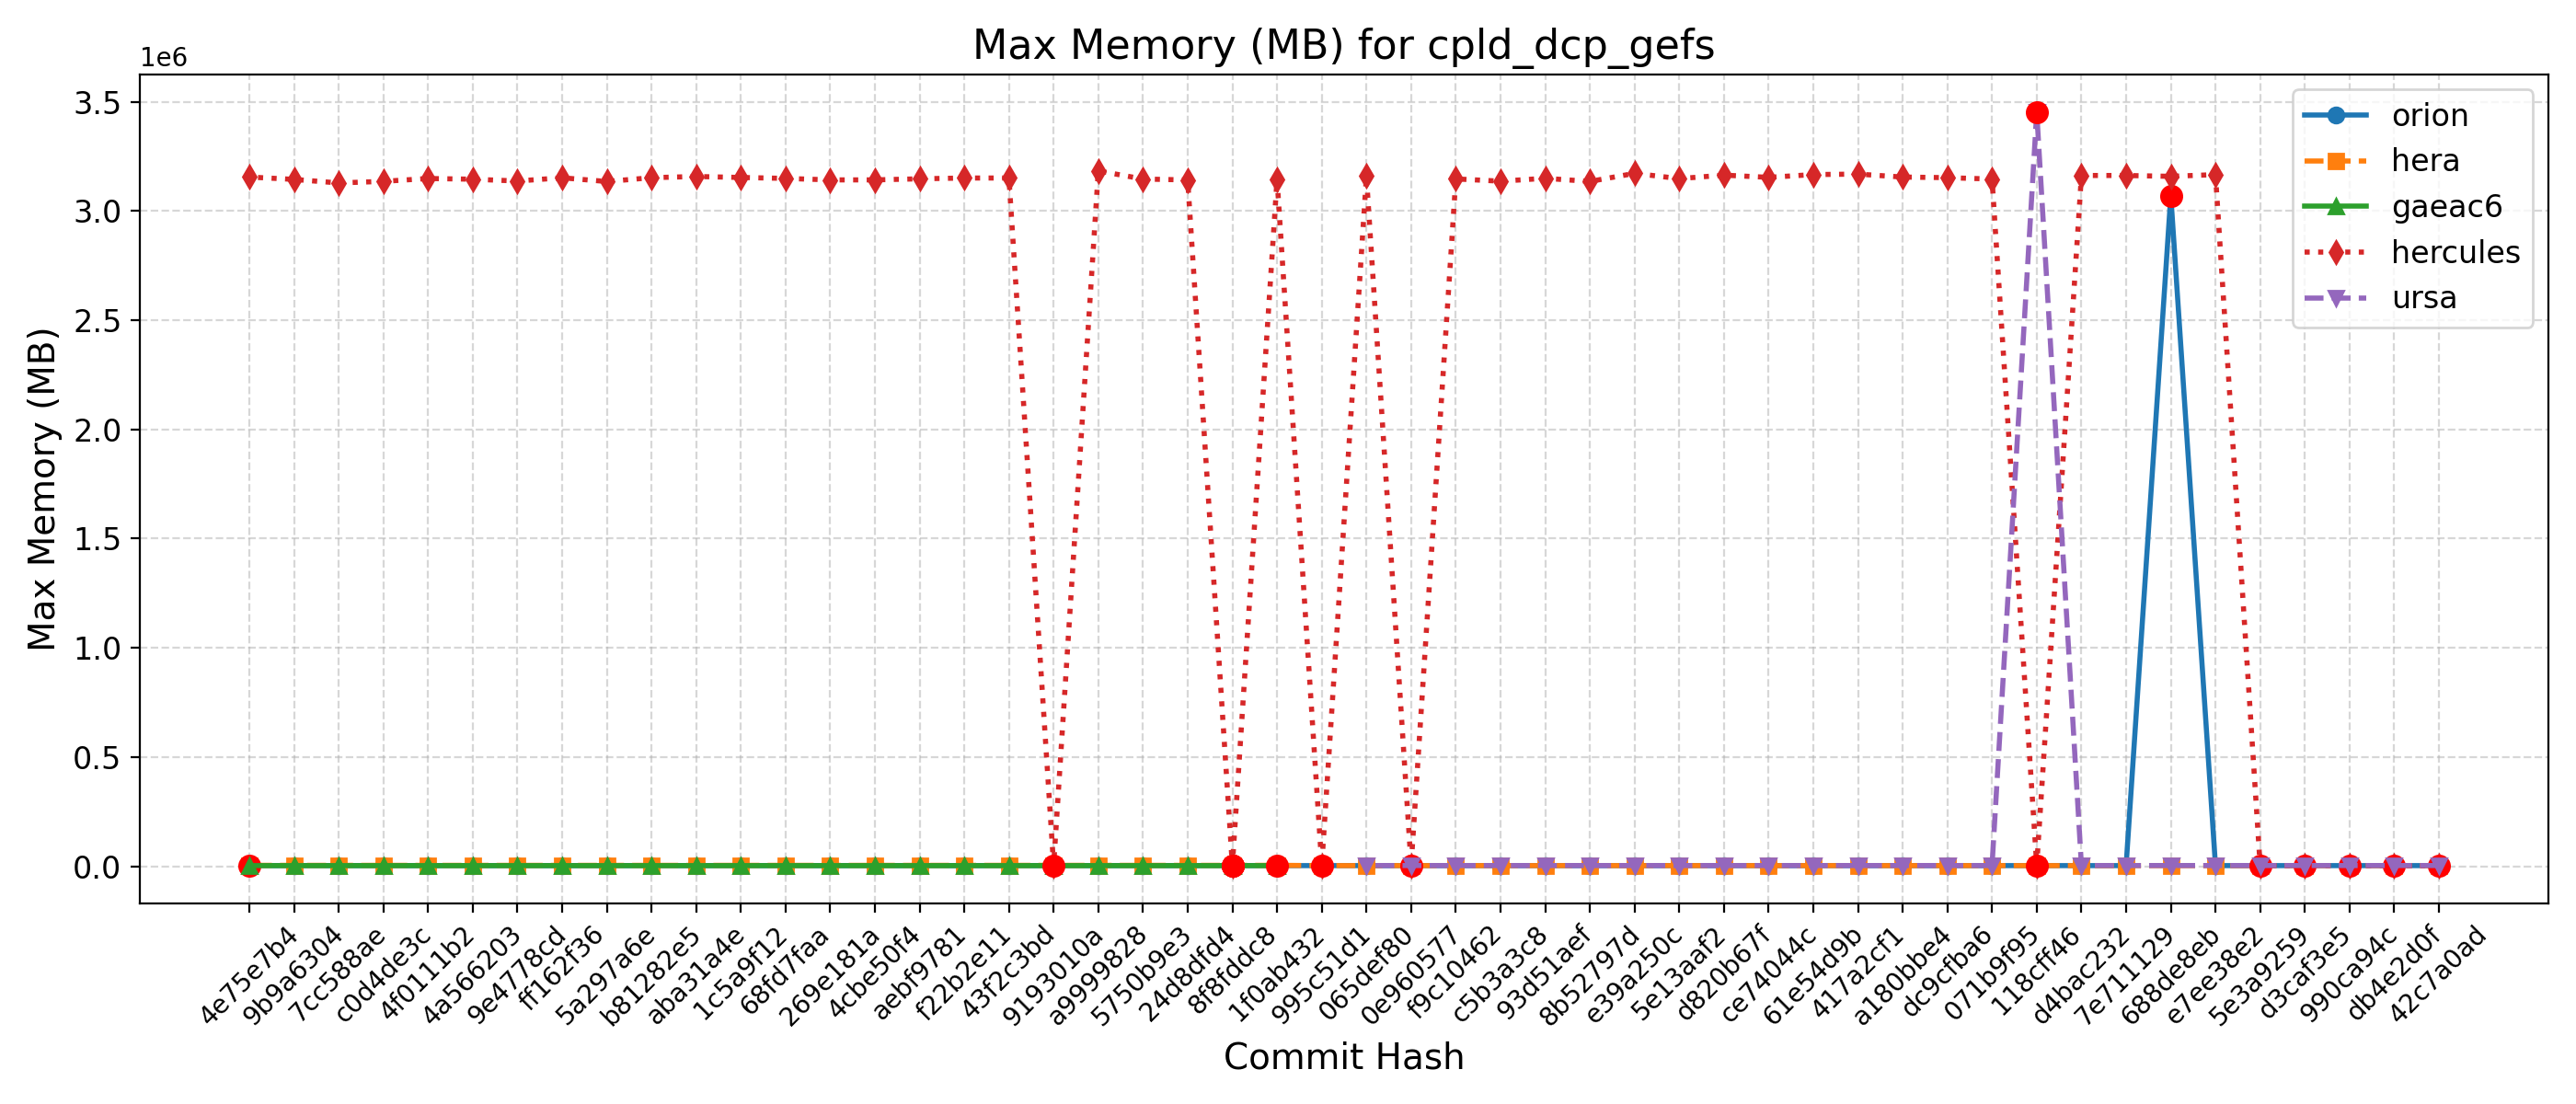 Max Memory (MB) for cpld_dcp_gefs
1e6
3.5
3.0
2.5
2.0
1.5
1.0
0.5
0.0
Max Memory (MB)
orion
hera
gaeac6
hercules
ursa
4e75e7b4
9b9a6304
7cc588ae
c0d4de3c
4f0111b2
4a566203
9e4778cd
ff162f36
5a297a6e
b81282e5
aba31a4e
1c5a9f12
68fd7faa
269e181a
4cbe50f4
aebf9781
f22b2e11
43f2c3bd
9193010a
a9999828
5750b9e3
24d8dfd4
8f8fddc8
1f0ab432
995c51d1
065def80
0e960577
f9c10462
c5b3a3c8
93d51aef
8b52797d
e39a250c
5e13aaf2
d820b67f
ce74044c
61e54d9b
417a2cf1
a180bbe4
dc9cfba6
071b9f95
118cff46
d4bac232
7e711129
688de8eb
e7ee38e2
5e3a9259
d3caf3e5
990ca94c
db4e2d0f
42c7a0ad
Commit Hash